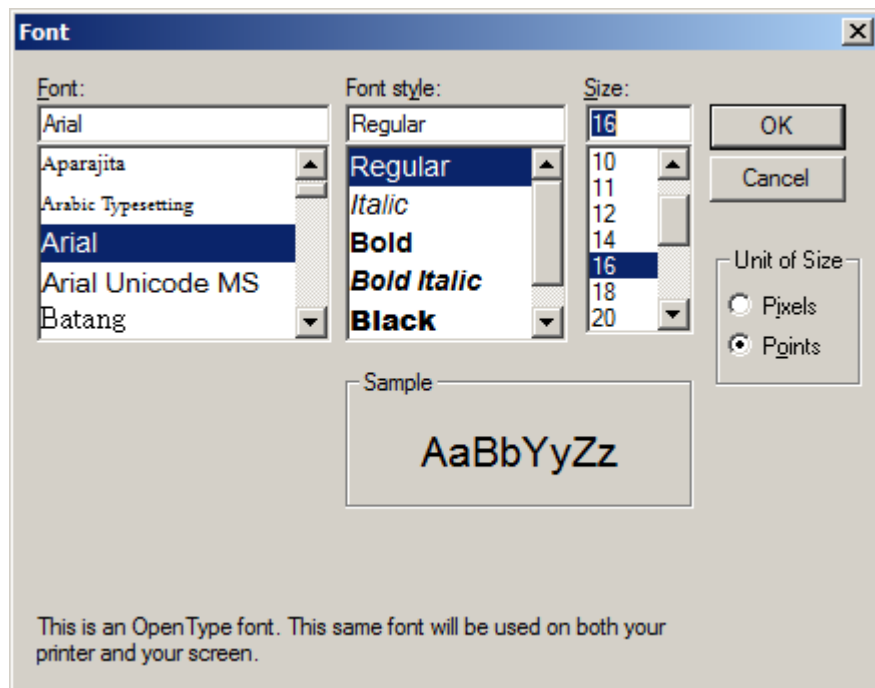 Font
Font:
Arial
Aparajita
Arabic Typesetting
Arial
Arial Unicode MS
Batang
Font style:
Regular
Regular
Italic
Bold
Bold Italic
Black
Size:
16
10
11
12
14
16
18
20
OK
Cancel
Unit of Size
Pixels
Points
Sample
AaBbYyZz
This is an OpenType font. This same font will be used on both your
printer and your screen.